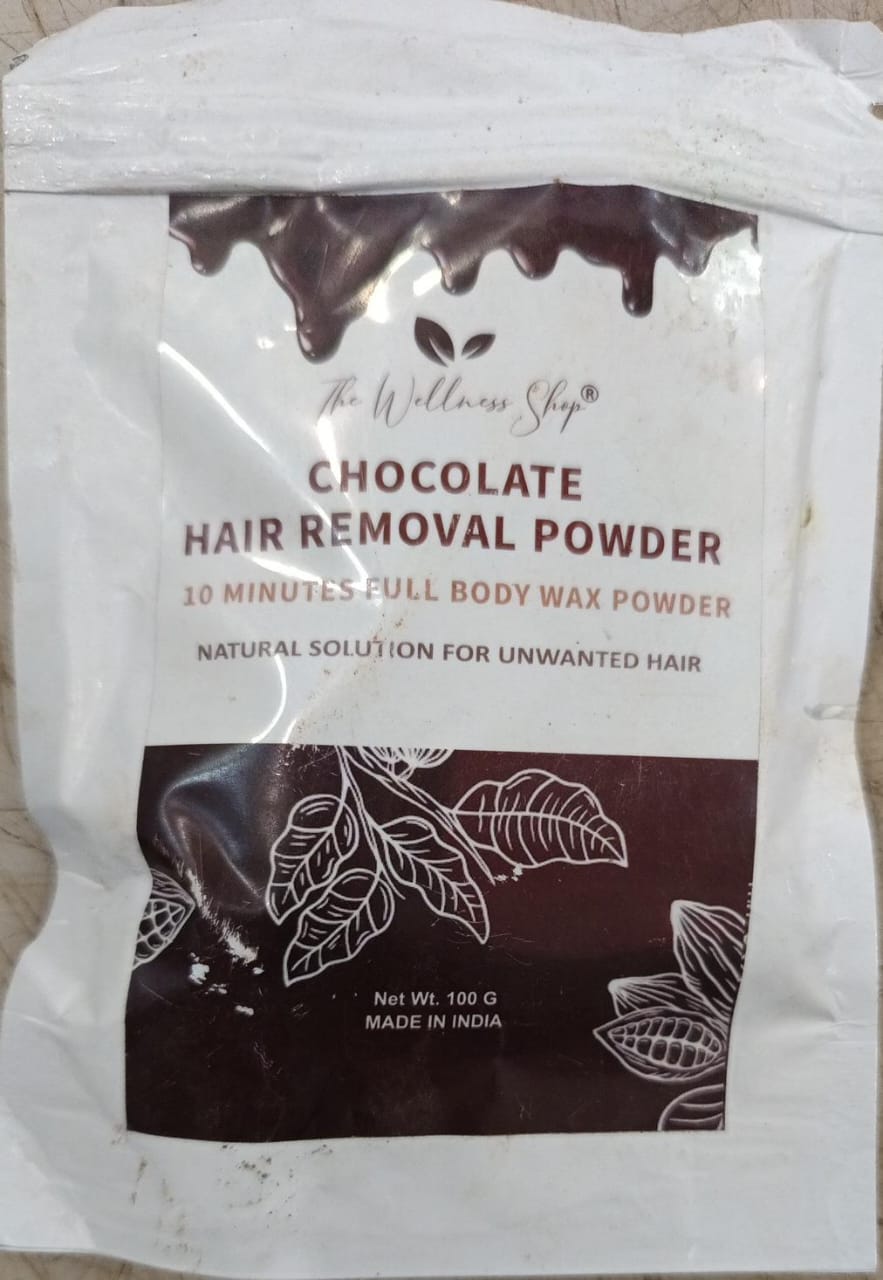 The Wellness Shop®
CHOCOLATE
HAIR REMOVAL POWDER
10 MINUTES FULL BODY WAX POWDER
NATURAL SOLUTION FOR UNWANTED HAIR
Net Wt. 100 G
MADE IN INDIA